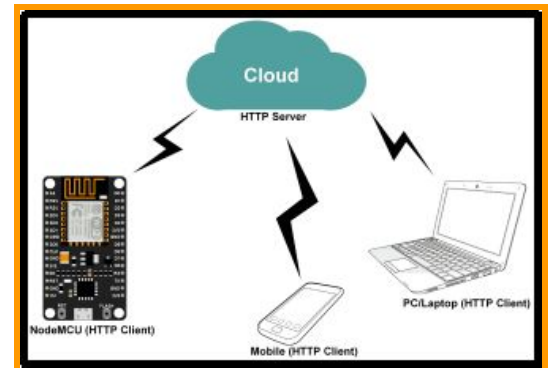 Cloud
HTTP Server
NodeMCU (HTTP Client)
Mobile (HTTP Client)
PC/Laptop (HTTP Client)